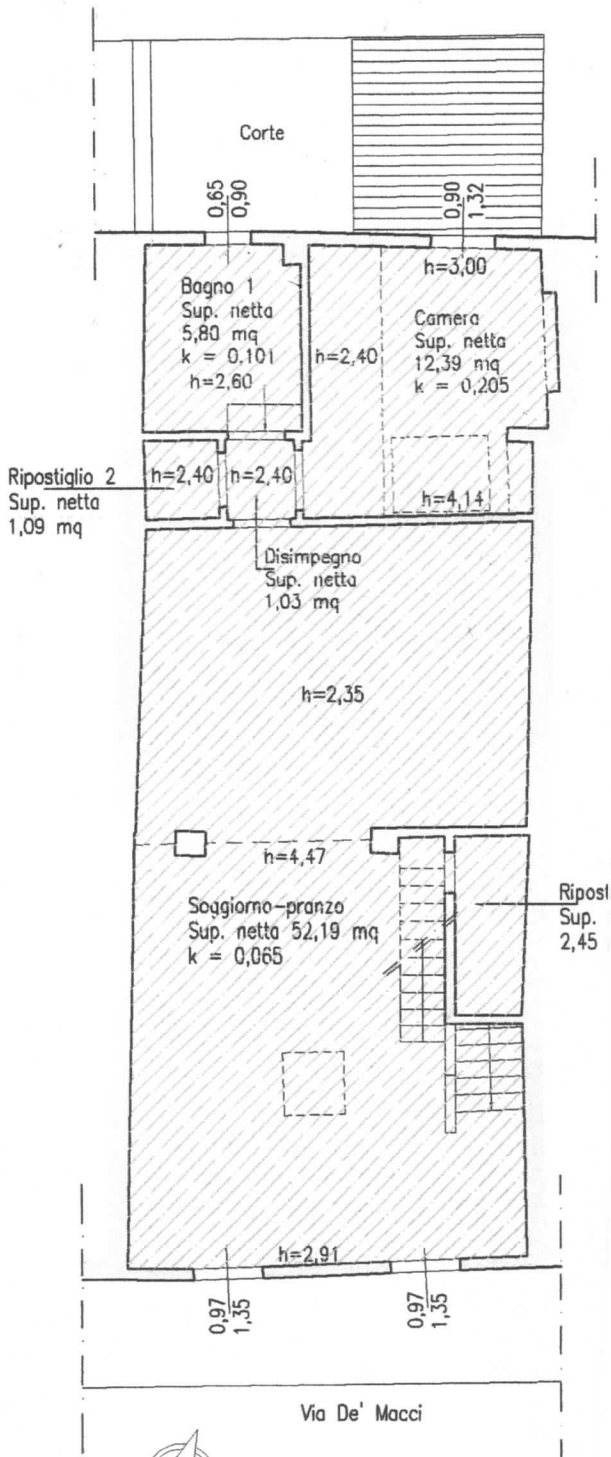 Corte
0,65
0,90
0,90
1,32
h=3,00
Bagno 1
Sup. netta
5,80 mq
k = 0,101
h=2,60
h=2,40
Camera
Sup. netta
12,39 mq
k = 0,205
Ripostiglio 2
Sup. netta
1,09 mq
h=2,40
h=2,40
h=4,14
Disimpegno
Sup. netta
1,03 mq
h=2,35
h=4,47
Soggiorno-pranzo
Sup. netta 52,19 mq
k = 0,065
Ripost
Sup.
2,45
h=2,91
0,97
1,35
0,97
1,35
Via De' Macci